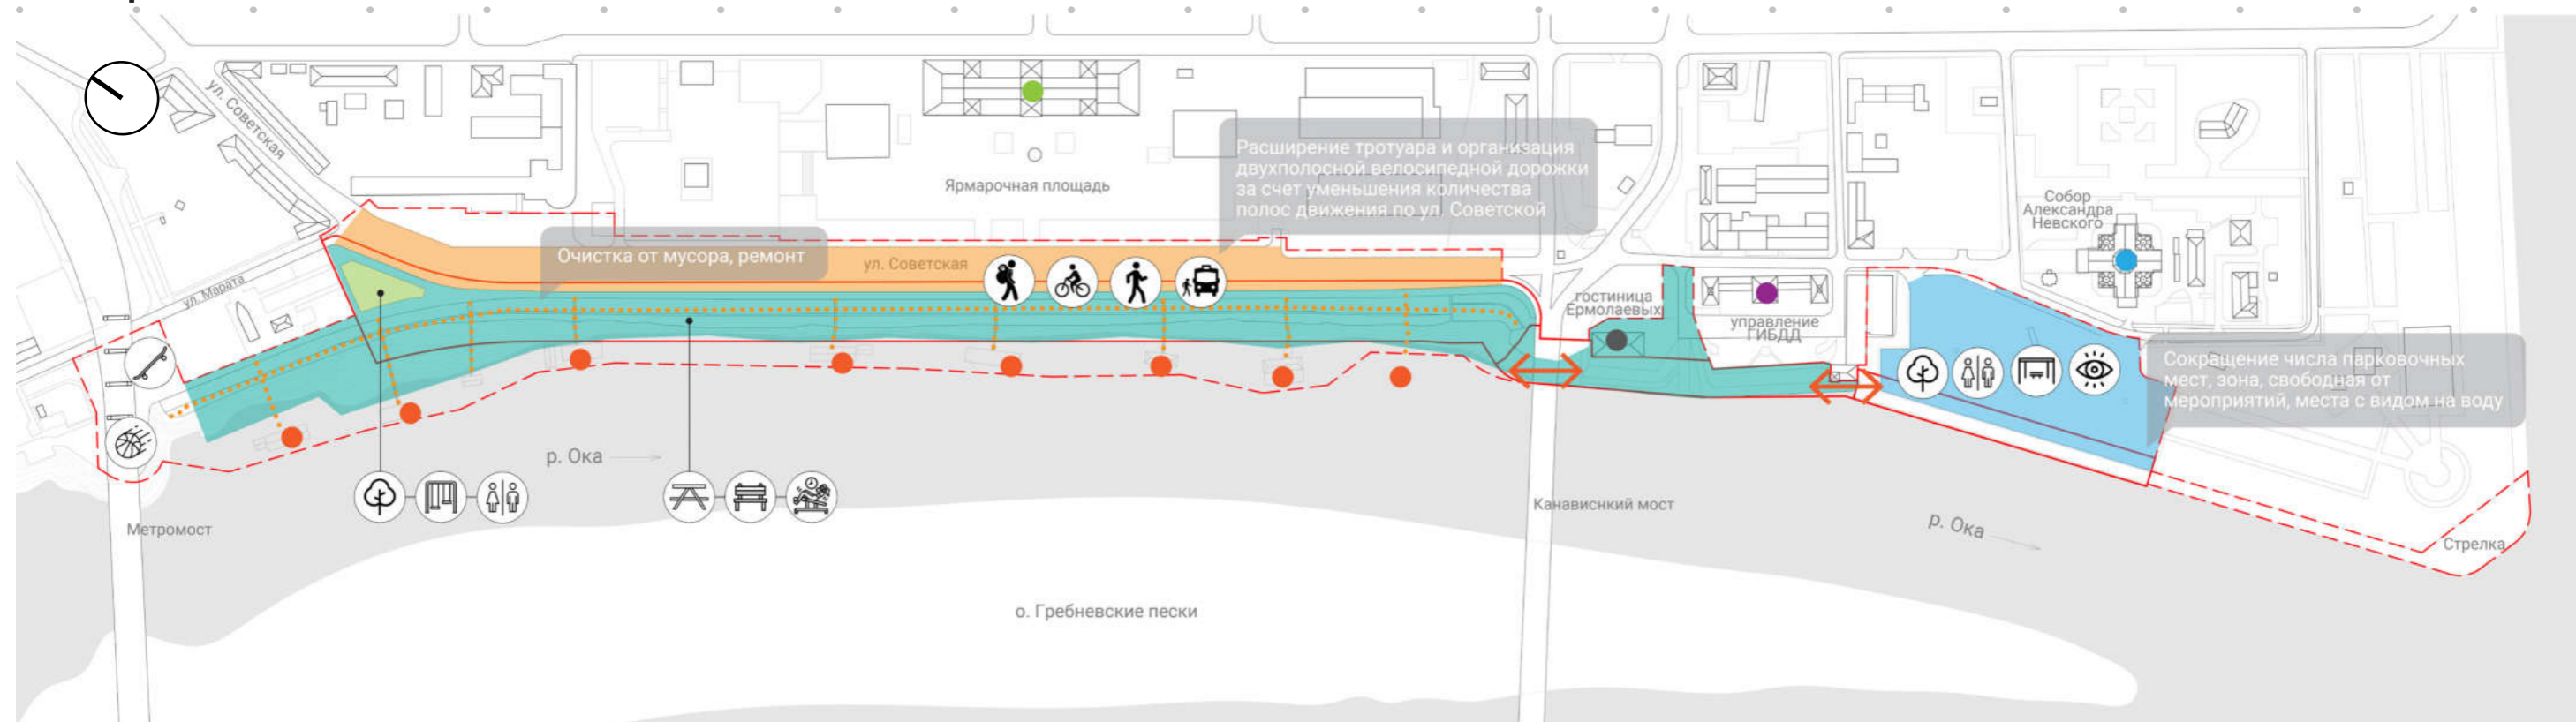 ул. Советская
Ярмарочная площадь
Расширение тротуара и организация
двухполосной велосипедной дорожки
за счет уменьшения количества
полос движения по ул. Советской
Собор
Александра
Невского
Очистка от мусора, ремонт
ул. Советская
ул. Марата
гостиница
Ермолаевых
управление
ГИБДД
Сокращение числа парковочных
мест, зона, свободная от
мероприятий, места с видом на воду
р. Ока
Метромост
Канависнкий мост
р. Ока
Стрелка
о. Гребневские пески